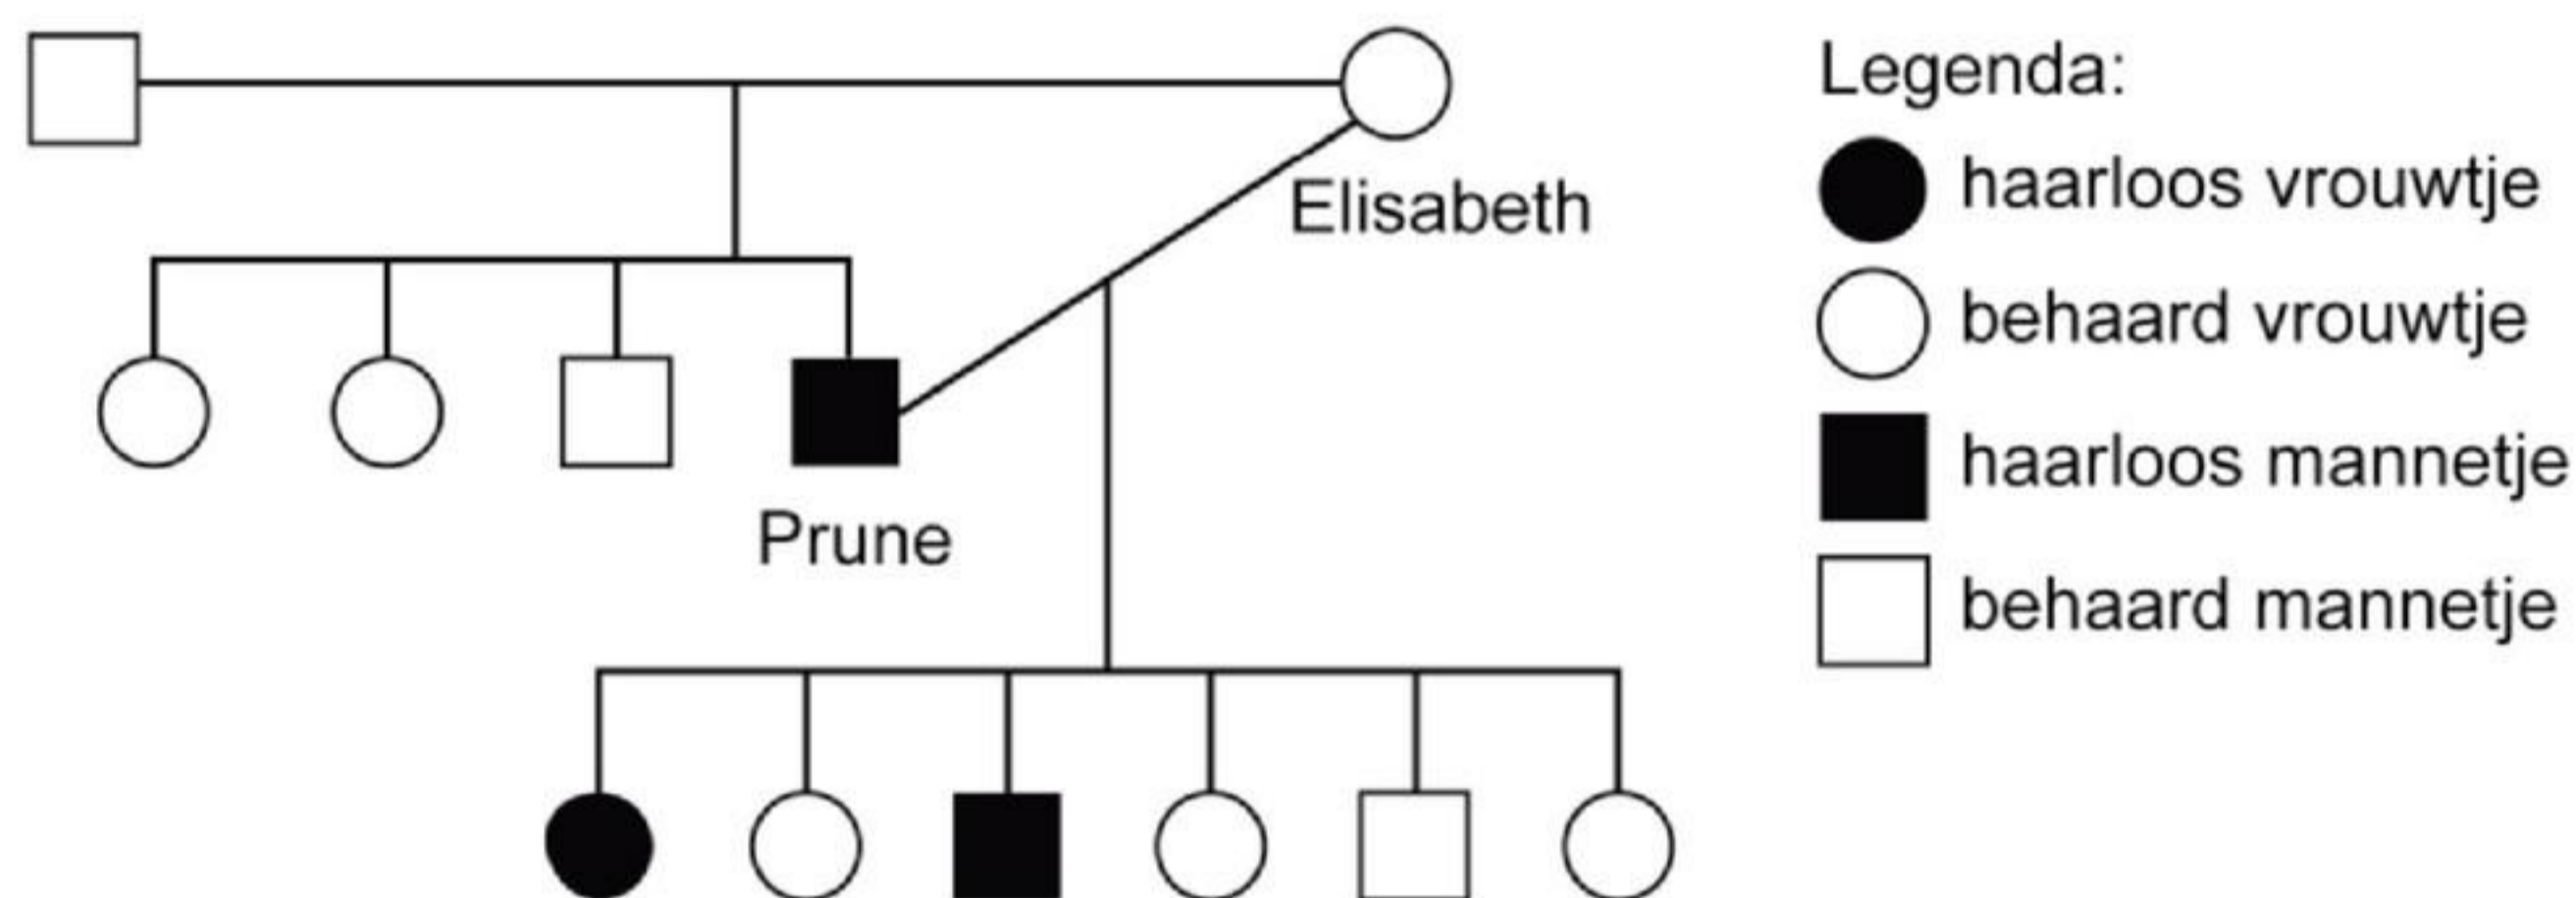 Elisabeth
Prune
Legenda:
haarloos vrouwtje
behaard vrouwtje
haarloos mannetje
behaard mannetje